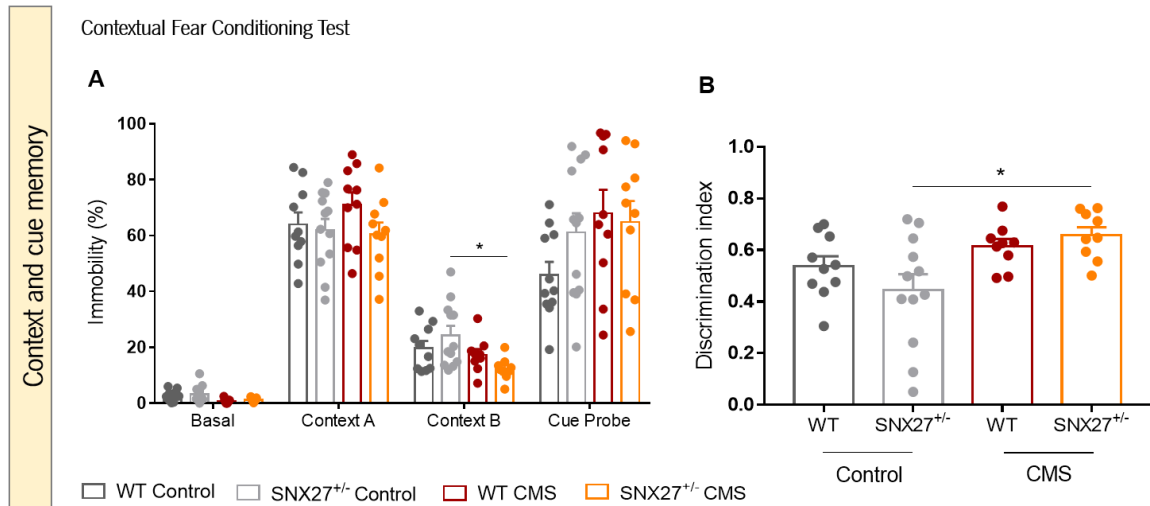 Context and cue memory
Contextual Fear Conditioning Test
A
Immobility (%)
100
80
60
40
20
0
*
Basal Context A Context B Cue Probe
B
Discrimination index
1.0
0.8
0.6
0.4
0.2
0.0
*
WT SNX27+/- WT SNX27+/-
Control CMS
WT Control SNX27+/- Control WT CMS SNX27+/- CMS